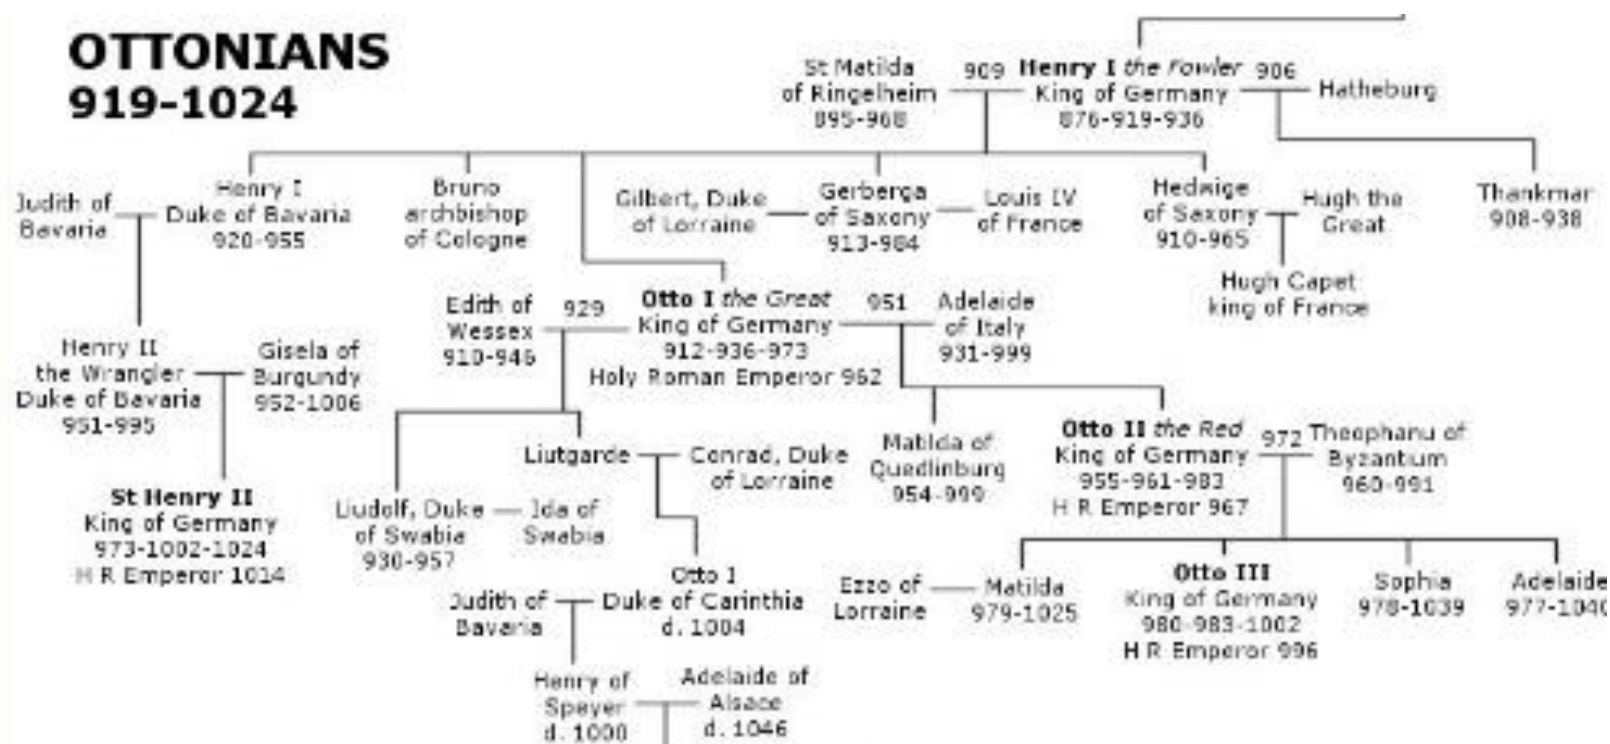 OTTONIANS
919-1024
St Matilda
of Ringelheim
895-968
909
Henry I the Fowler
King of Germany
876-919-936
906
Hatheburg
Judith of
Bavaria
Henry I
Duke of Bavaria
920-955
Bruno
archbishop
of Cologne
Gilbert, Duke
of Lorraine
Gerberga
of Saxony
913-984
Louis IV
of France
Hedwige
of Saxony
910-965
Hugh the
Great
Thankmar
908-938
Hugh Capet
king of France
Edith of
Wessex
910-946
929
Otto I the Great
King of Germany
912-936-973
Holy Roman Emperor 962
951
Adelaide
of Italy
931-999
Henry II
the Wrangler
Duke of Bavaria
951-995
Gisela of
Burgundy
952-1006
Liutgarde
Conrad, Duke
of Lorraine
Matilda of
Quedlinburg
954-999
Otto II the Red
King of Germany
955-961-983
H R Emperor 967
972
Theophanu of
Byzantium
960-991
St Henry II
King of Germany
973-1002-1024
H R Emperor 1014
Liudolf, Duke
of Swabia
930-957
Ida of
Swabia
Otto I
Duke of Carinthia
d. 1004
Judith of
Bavaria
Ezzo of
Lorraine
Matilda
979-1025
Otto III
King of Germany
980-983-1002
H R Emperor 996
Sophia
978-1039
Adelaide
977-1040
Henry of
Speyer
d. 1000
Adelaide of
Alsace
d. 1046